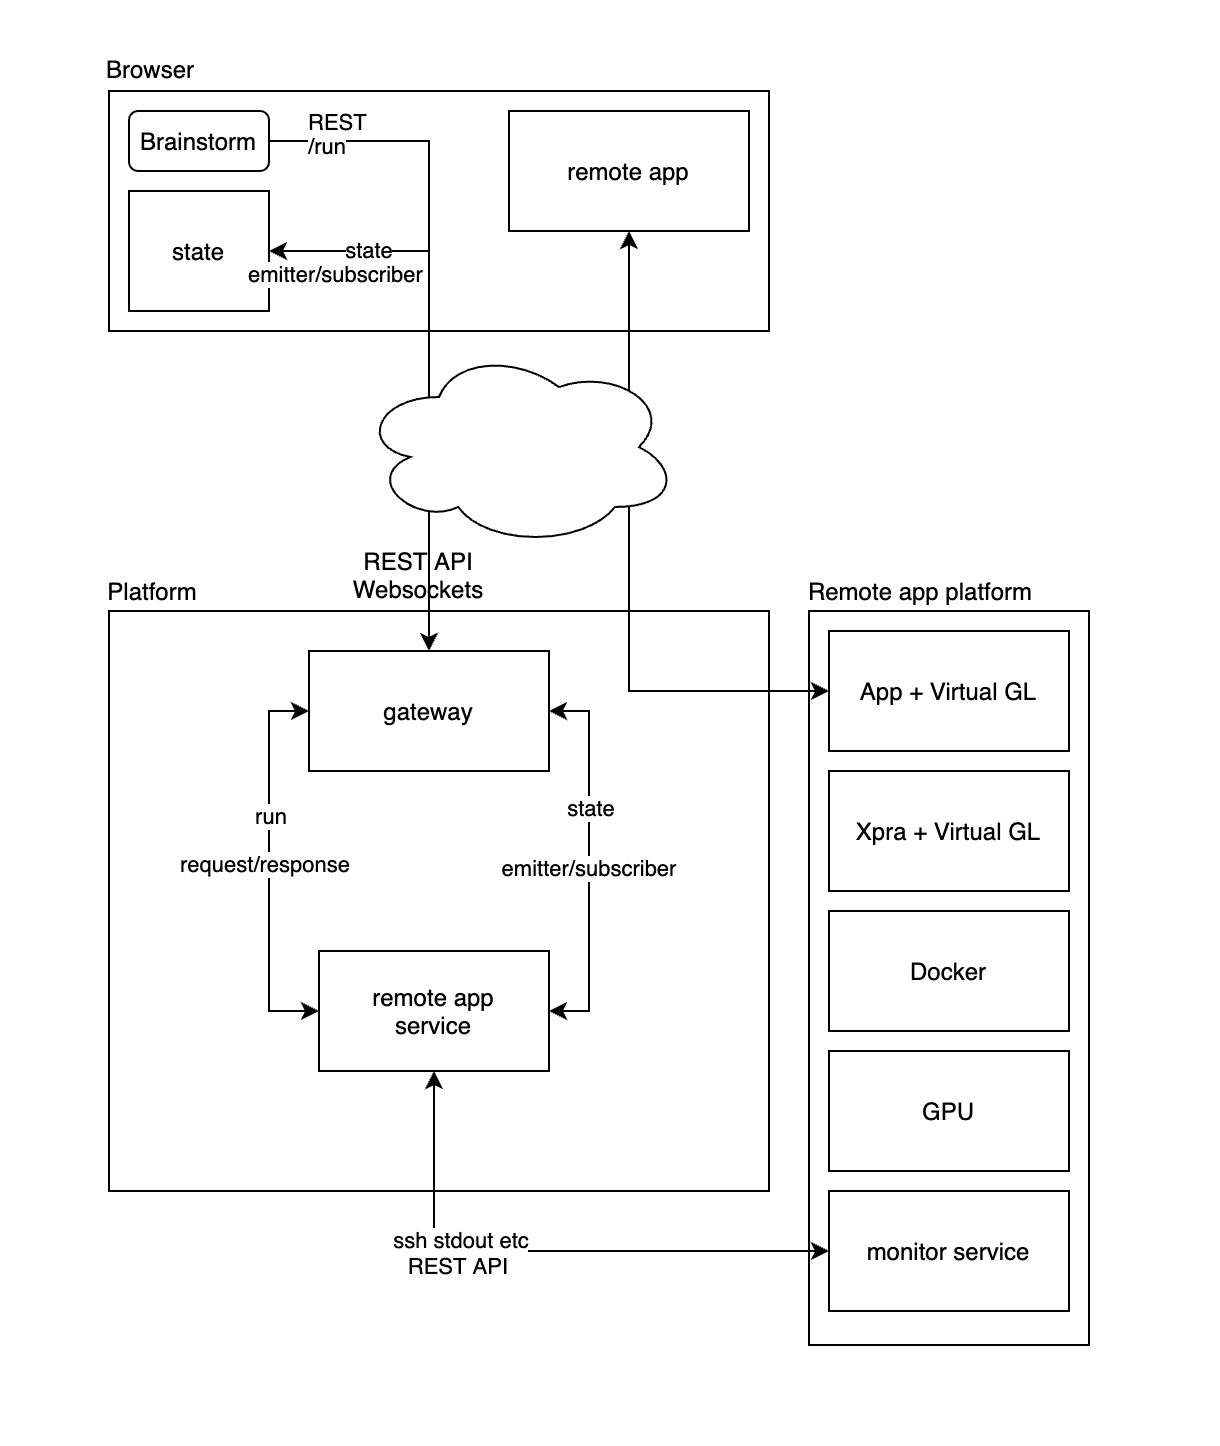 Browser
Brainstorm
REST
/run
remote app
state
state
emitter/subscriber
REST API
Websockets
Platform
Remote app platform
gateway
App + Virtual GL
run
request/response
state
emitter/subscriber
Xpra + Virtual GL
Docker
remote app
service
GPU
ssh stdout etc
REST API
monitor service